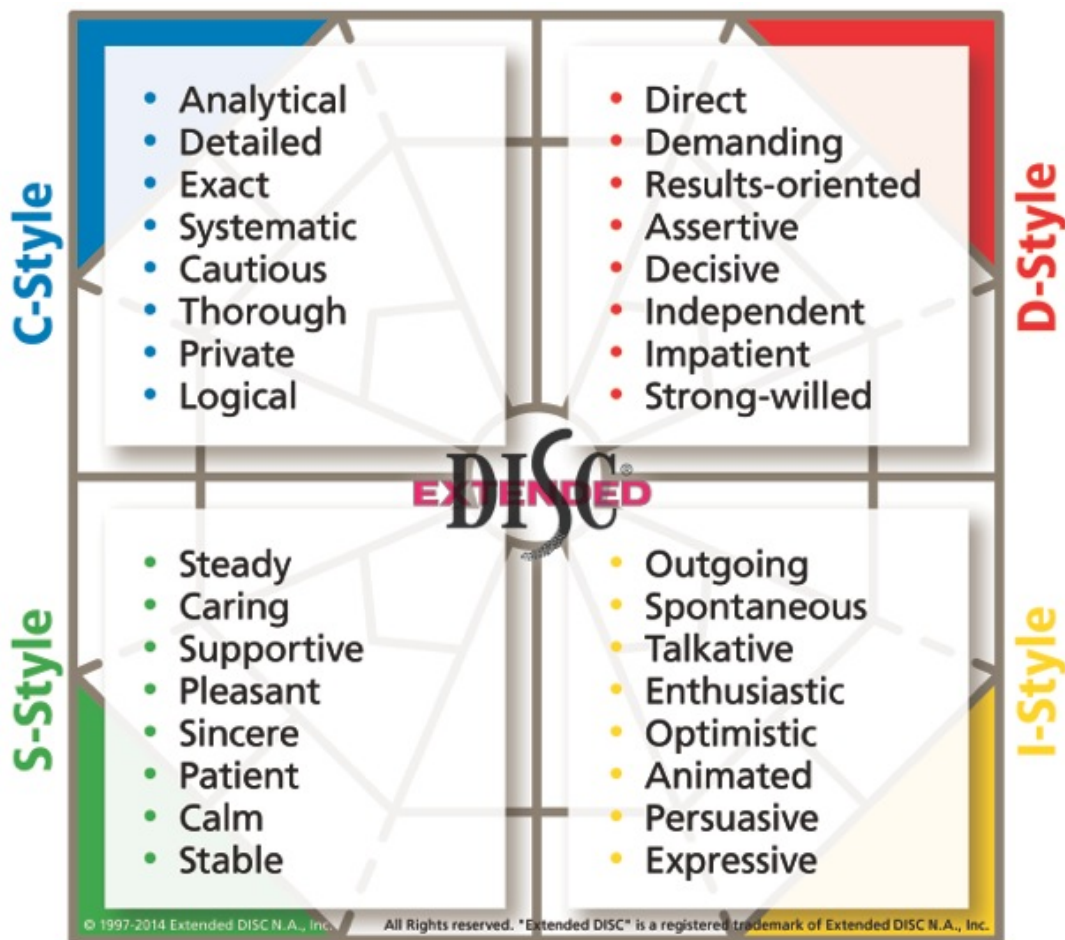 C-Style
Analytical
Detailed
Exact
Systematic
Cautious
Thorough
Private
Logical
D-Style
Direct
Demanding
Results-oriented
Assertive
Decisive
Independent
Impatient
Strong-willed
EXTENDED
DISC®
S-Style
Steady
Caring
Supportive
Pleasant
Sincere
Patient
Calm
Stable
I-Style
Outgoing
Spontaneous
Talkative
Enthusiastic
Optimistic
Animated
Persuasive
Expressive
© 1997-2014 Extended DISC N.A., Inc.
All Rights reserved. "Extended DISC" is a registered trademark of Extended DISC N.A., Inc.